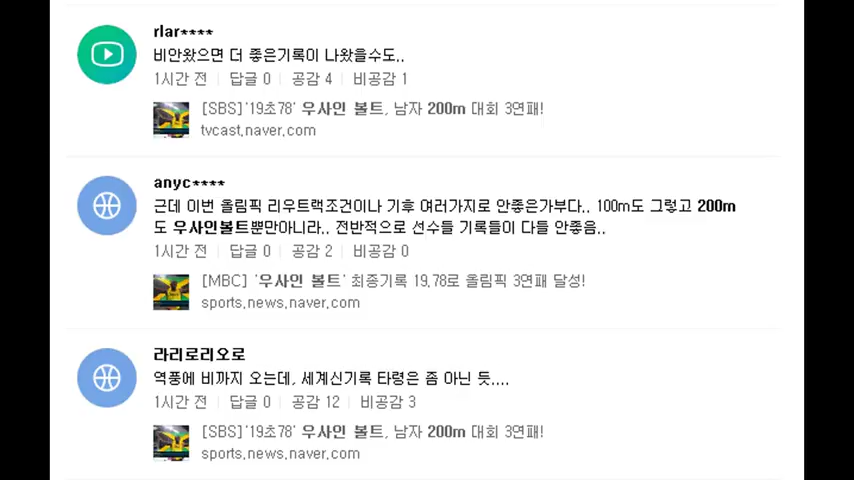 rlar****
비안왔으면 더 좋은기록이 나왔을수도..
1시간 전 답글 0 공감 4 비공감 1
[SBS]'19초78' 우사인 볼트, 남자 200m 대회 3연패!
tvcast.naver.com
anyc****
근데 이번 올림픽 리우트랙조건이나 기후 여러가지로 안좋은가부다.. 100m도 그렇고 200m
도 우사인볼트뿐만아니라.. 전반적으로 선수들 기록들이 다들 안좋음..
1시간 전 답글 0 공감 2 비공감 0
[MBC] '우사인 볼트' 최종기록 19.78로 올림픽 3연패 달성!
sports.news.naver.com
라리로리오로
역풍에 비까지 오는데, 세계신기록 타령은 좀 아닌 듯....
1시간 전 답글 0 공감 12 비공감 3
[SBS]'19초78' 우사인 볼트, 남자 200m 대회 3연패!
sports.news.naver.com